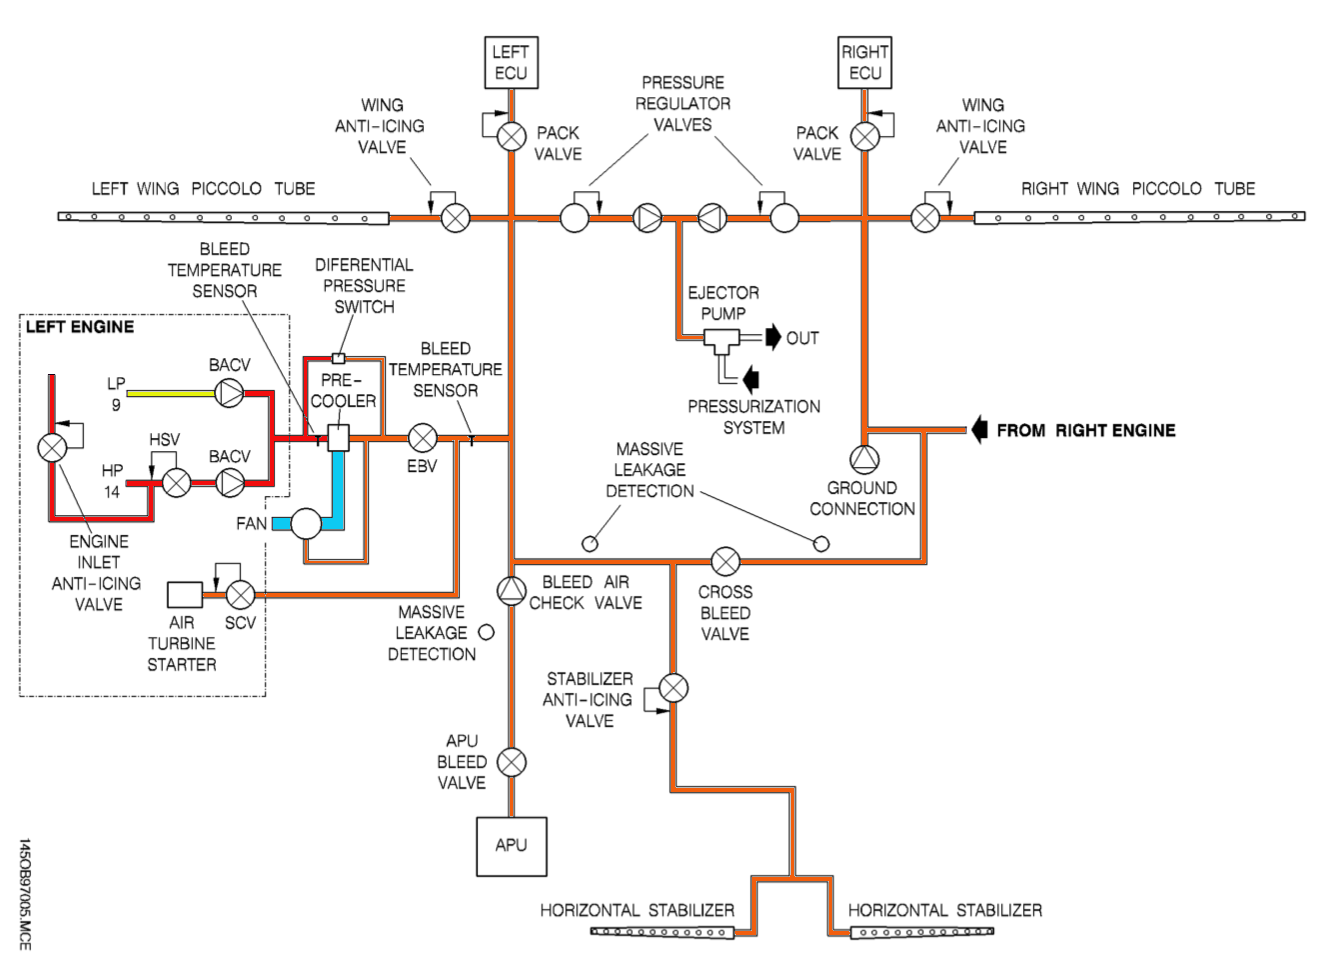 LEFT
ECU
RIGHT
ECU
WING
ANTI-ICING
VALVE
PACK
VALVE
PRESSURE
REGULATOR
VALVES
PACK
VALVE
WING
ANTI-ICING
VALVE
LEFT WING PICCOLO TUBE
RIGHT WING PICCOLO TUBE
BLEED
TEMPERATURE
SENSOR
DIFERENTIAL
PRESSURE
SWITCH
EJECTOR
PUMP
OUT
PRESSURIZATION
SYSTEM
LEFT ENGINE
LP
9
BACV
PRE-
COOLER
BLEED
TEMPERATURE
SENSOR
HSV
HP
14
BACV
EBV
FAN
MASSIVE
LEAKAGE
DETECTION
FROM RIGHT ENGINE
GROUND
CONNECTION
ENGINE
INLET
ANTI-ICING
VALVE
AIR
TURBINE
STARTER
SCV
MASSIVE
LEAKAGE
DETECTION
BLEED AIR
CHECK VALVE
CROSS
BLEED
VALVE
STABILIZER
ANTI-ICING
VALVE
APU
BLEED
VALVE
APU
HORIZONTAL STABILIZER
HORIZONTAL STABILIZER
145OB97005.MCE